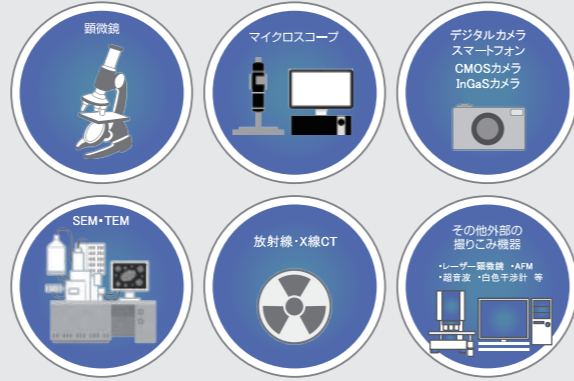 顕微鏡
マイクロスコープ
デジタルカメラ
スマートフォン
CMOSカメラ
InGaSカメラ
SEM・TEM
放射線・X線CT
その他外部の
撮りこみ機器
・レーザー顕微鏡 ・AFM
・超音波 ・白色干渉計 等